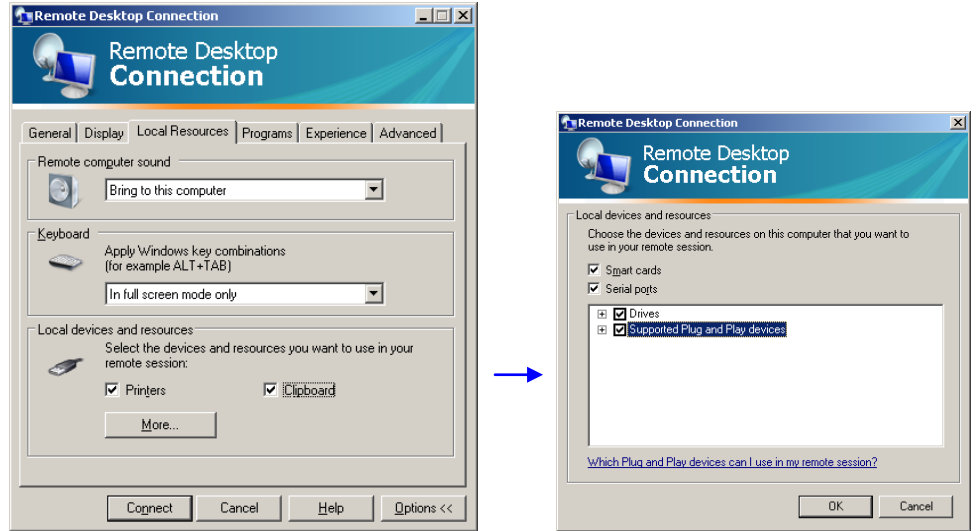 Remote Desktop Connection
Remote Desktop
Connection
General Display Local Resources Programs Experience Advanced
Remote computer sound
Bring to this computer
Keyboard
Apply Windows key combinations
(for example ALT+TAB)
In full screen mode only
Local devices and resources
Select the devices and resources you want to use in your
remote session:
Printers Clipboard
More...
Connect Cancel Help Options <<
Remote Desktop Connection
Remote Desktop
Connection
Local devices and resources
Choose the devices and resources on this computer that you want to
use in your remote session.
Smart cards
Serial ports
Drives
Supported Plug and Play devices
Which Plug and Play devices can I use in my remote session?
OK Cancel